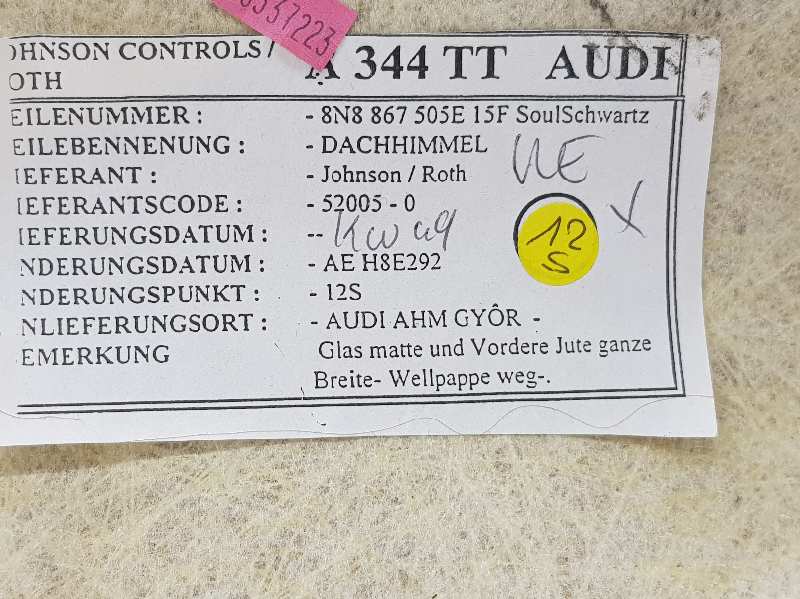 3537223
OHNSON CONTROLS / A 344 TT AUDI
OTH
EILENUMMER : - 8N8 867 505E 15F SoulSchwartz
EILEBENNENUNG : - DACHHIMMEL
IEFERANT : - Johnson / Roth
IEFERANTSCODE : - 52005 - 0
IEFERUNGSDATUM : -- KW 49
NDERUNGSDATUM : - AE H8E292
NDERUNGSPUNKT : - 12S
NLIEFERUNGSORT : - AUDI AHM GYÔR -
EMERKUNG Glas matte und Vordere Jute ganze
Breite- Wellpappe weg-.
12
S
X